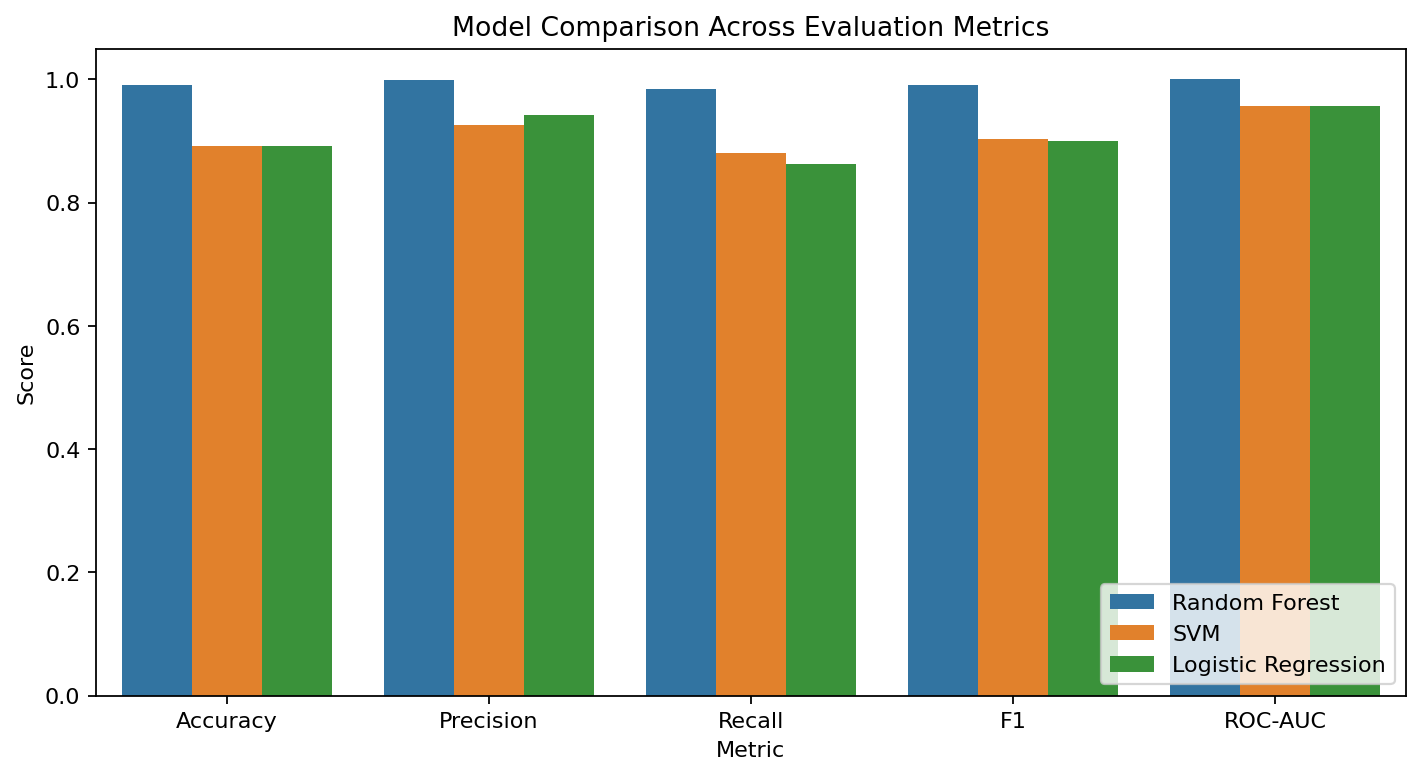 Model Comparison Across Evaluation Metrics
Score
1.0
0.8
0.6
0.4
0.2
0.0
Accuracy
Precision
Recall
F1
ROC-AUC
Metric
Random Forest
SVM
Logistic Regression